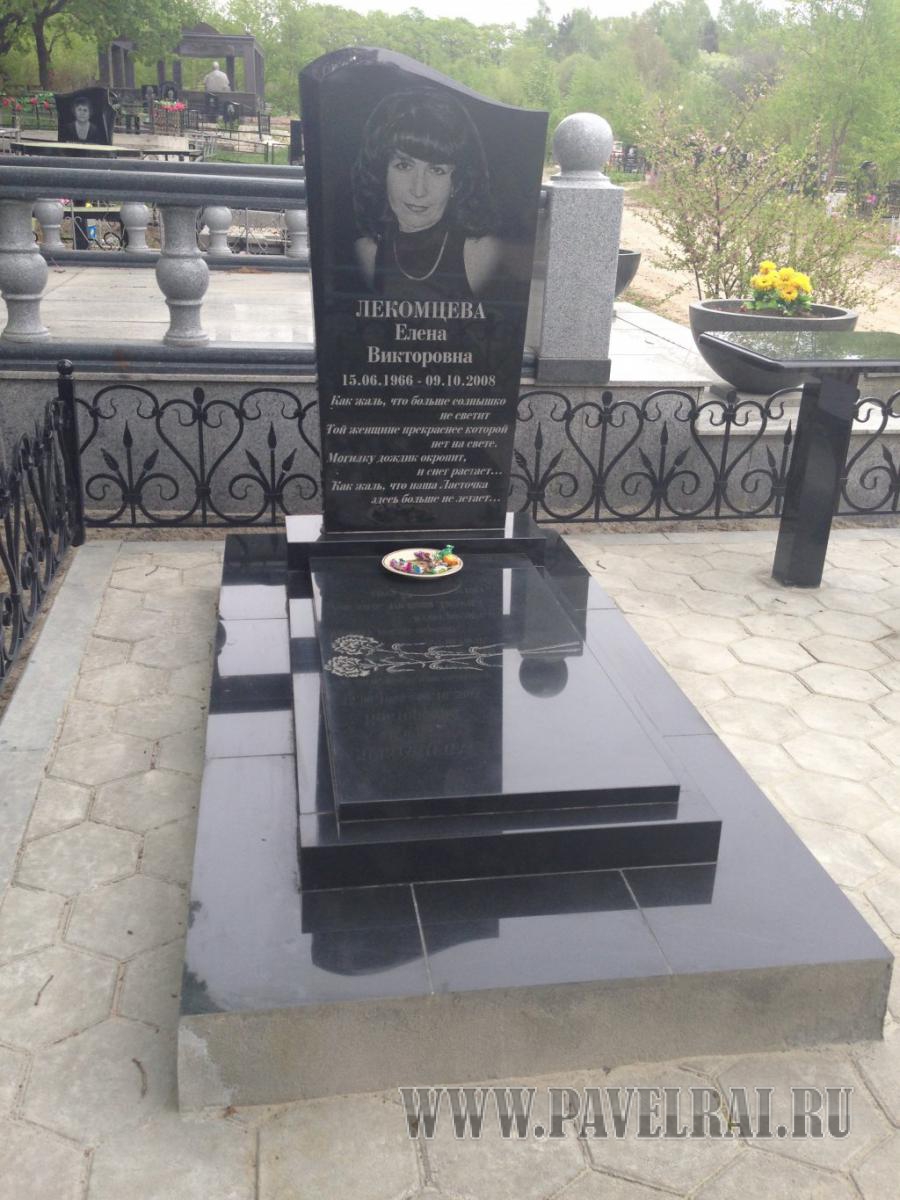 ЛЕКОМЦЕВА
Елена
Викторовна
15.06.1966 - 09.10.2008
Как жаль, что больше солнышко
не светит
Той женщине прекраснее которой
нет на свете.
Могилку дождик окропит,
и снег растает...
Как жаль, что наша Ласточка
здесь больше не летает...
WWW.PAVELRAI.RU